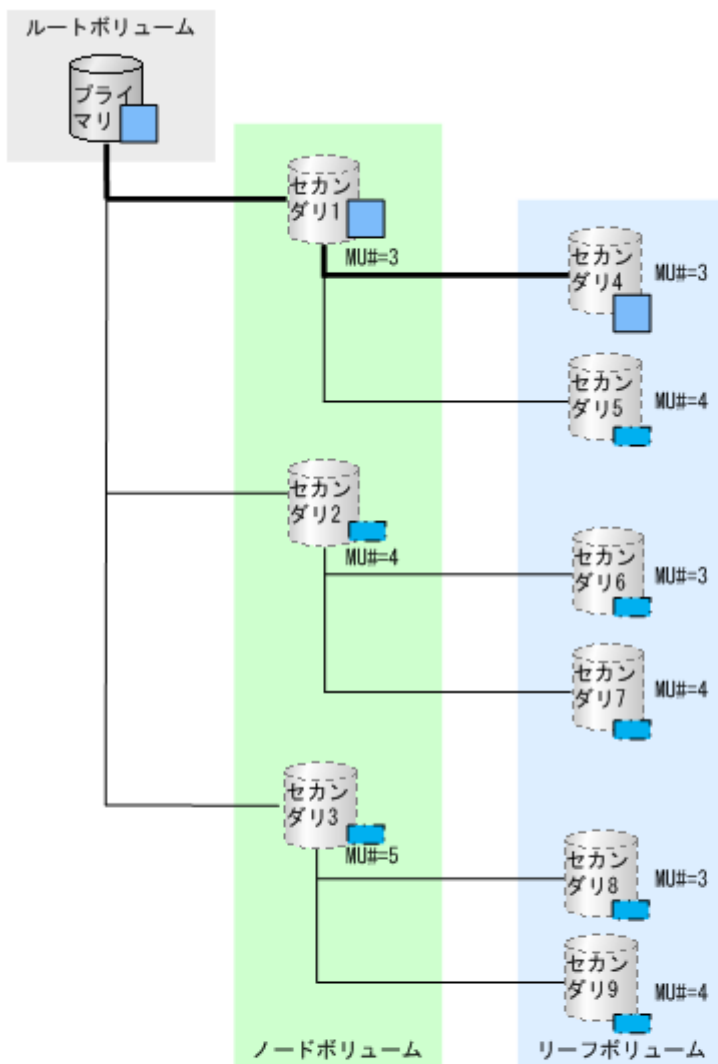 ルートボリューム
プライ
マリ
セカン
ダリ1
MU#=3
セカン
ダリ4
MU#=3
セカン
ダリ5
MU#=4
セカン
ダリ2
MU#=4
セカン
ダリ6
MU#=3
セカン
ダリ7
MU#=4
セカン
ダリ3
MU#=5
セカン
ダリ8
MU#=3
セカン
ダリ9
MU#=4
ノードボリューム
リーフボリューム